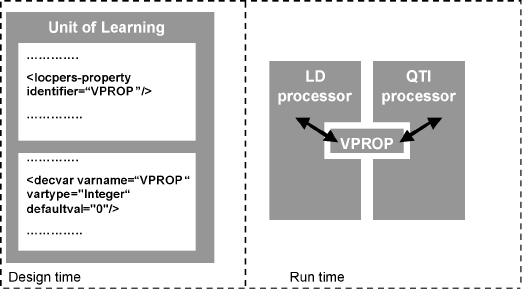 Unit of Learning
………….
<locpers-property
identifier=“VPROP”/>
…………..
………….
<decvar varname=“VPROP“
vartype="Integer“
defaultval="0"/>
…………..
Design time
LD
processor
QTI
processor
VPROP
Run time